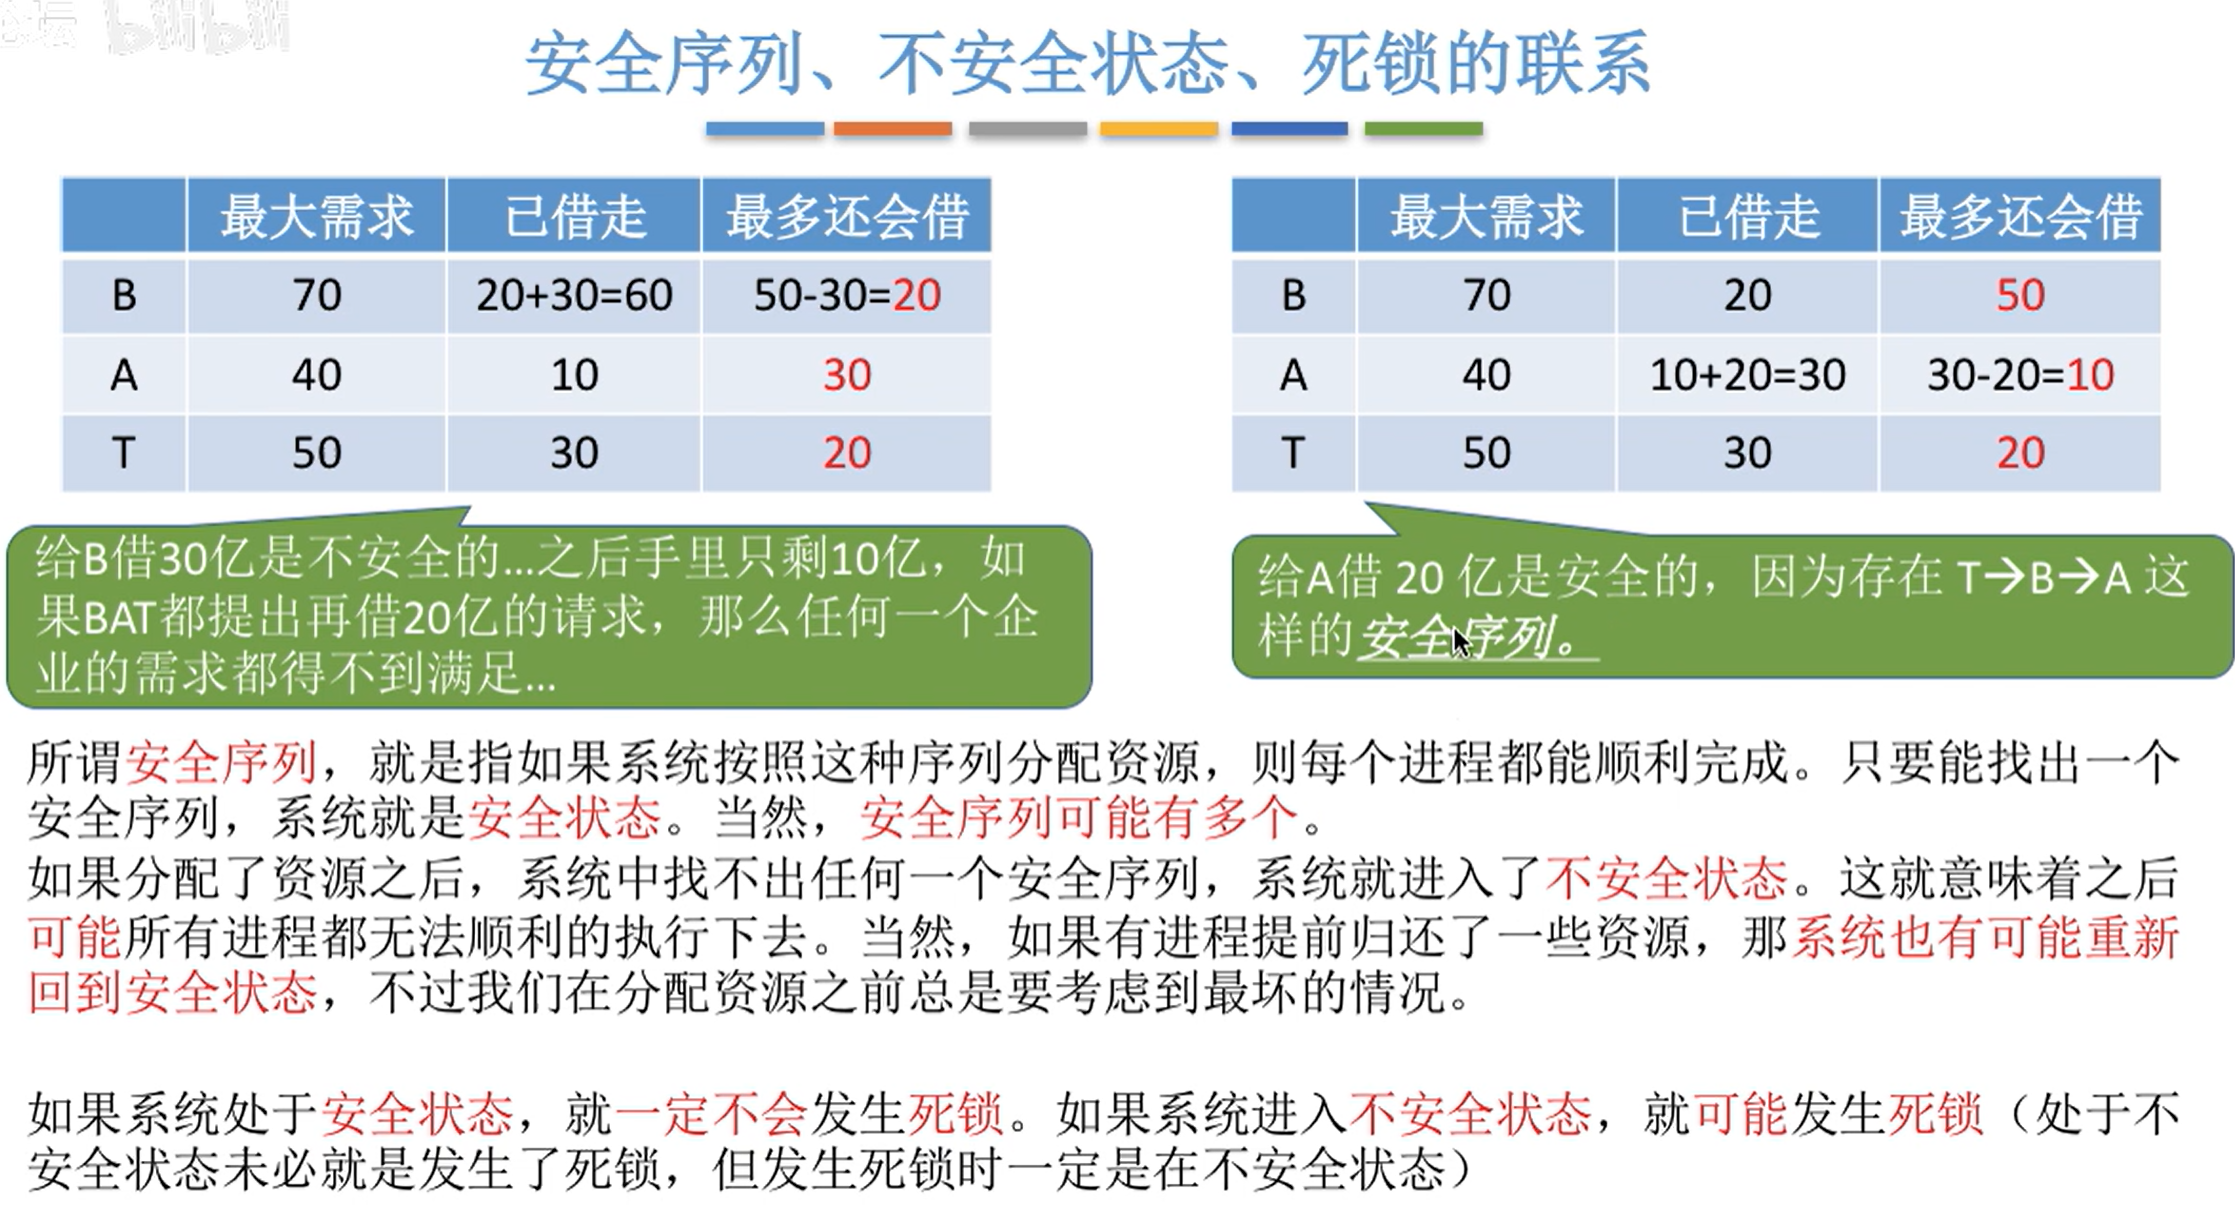 bilibili
安全序列、不安全状态、死锁的联系
最大需求 已借走 最多还会借
B 70 20+30=60 50-30=20
A 40 10 30
T 50 30 20
最大需求 已借走 最多还会借
B 70 20 50
A 40 10+20=30 30-20=10
T 50 30 20
给B借30亿是不安全的...之后手里只剩10亿，如
果BAT都提出再借20亿的请求，那么任何一个企
业的需求都得不到满足...
给A借 20 亿是安全的，因为存在 T→B→A 这
样的安全序列。
所谓安全序列，就是指如果系统按照这种序列分配资源，则每个进程都能顺利完成。只要能找出一个
安全序列，系统就是安全状态。当然，安全序列可能有多个。
如果分配了资源之后，系统中找不出任何一个安全序列，系统就进入了不安全状态。这就意味着之后
可能所有进程都无法顺利的执行下去。当然，如果有进程提前归还了一些资源，那系统也有可能重新
回到安全状态，不过我们在分配资源之前总是要考虑到最坏的情况。
如果系统处于安全状态，就一定不会发生死锁。如果系统进入不安全状态，就可能发生死锁（处于不
安全状态未必就是发生了死锁，但发生死锁时一定是在不安全状态）